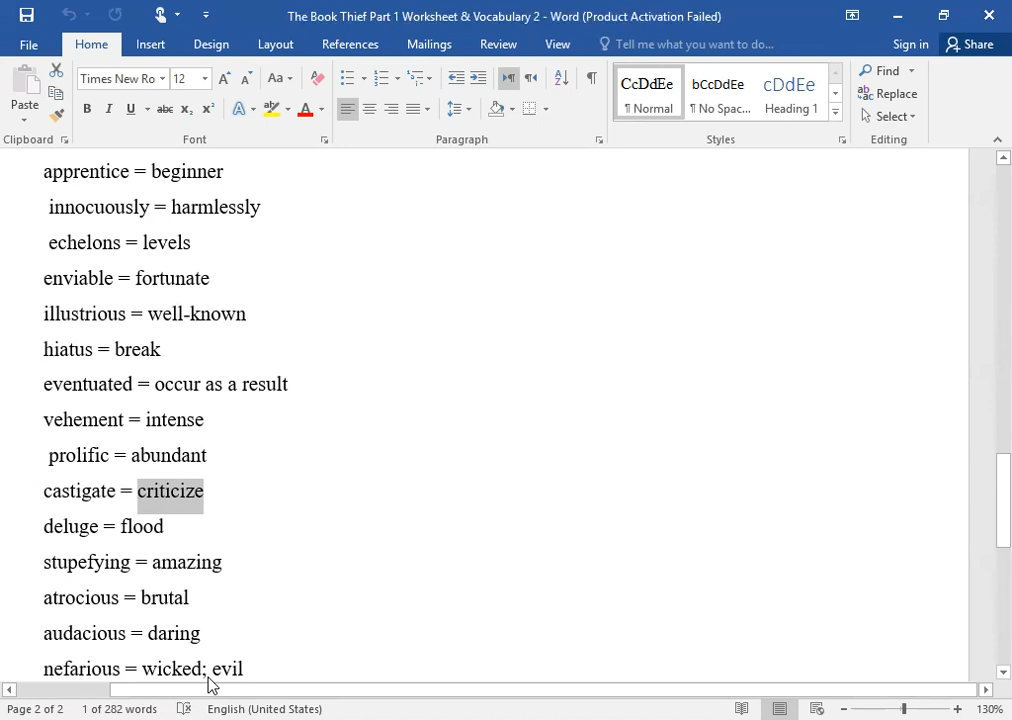 The Book Thief Part 1 Worksheet & Vocabulary 2 - Word (Product Activation Failed)
File Home Insert Design Layout References Mailings Review View Tell me what you want to do... Sign in Share
Times New Ro 12 Aa
Paste
B I U abc X₂ X² A A
CcDdEe bCcDdEe cDdEe
¶ Normal ¶ No Spac... Heading 1
Find
Replace
Select
Clipboard Font Paragraph Styles Editing
apprentice = beginner
innocuously = harmlessly
echelons = levels
enviable = fortunate
illustrious = well-known
hiatus = break
eventuated = occur as a result
vehement = intense
prolific = abundant
castigate = criticize
deluge = flood
stupefying = amazing
atrocious = brutal
audacious = daring
nefarious = wicked; evil
Page 2 of 2 1 of 282 words English (United States) 130%